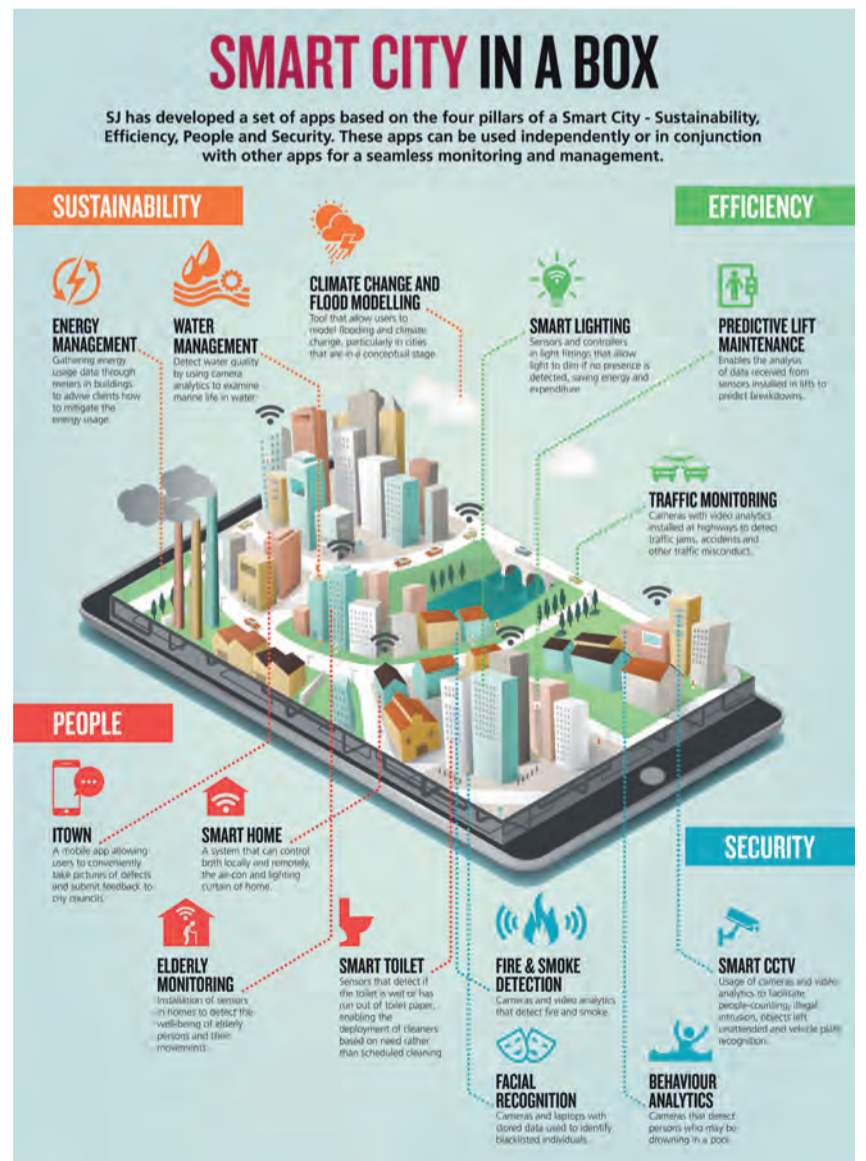 SMART CITY IN A BOX
SJ has developed a set of apps based on the four pillars of a Smart City - Sustainability,
Efficiency, People and Security. These apps can be used independently or in conjunction
with other apps for a seamless monitoring and management.
SUSTAINABILITY
ENERGY
MANAGEMENT
Gathering energy
usage data through
meters in buildings
to advise clients how
to mitigate the
energy usage.
WATER
MANAGEMENT
Detect water quality
by using camera
analytics to examine
marine life in water.
CLIMATE CHANGE AND
FLOOD MODELLING
Tool that allow users to
model flooding and climate
change, particularly in cities
that are in a conceptual stage.
EFFICIENCY
SMART LIGHTING
Sensors and controllers
in light fittings that allow
light to dim if no presence is
detected, saving energy and
expenditure.
PREDICTIVE LIFT
MAINTENANCE
Enables the analysis
of data received from
sensors installed in lifts to
predict breakdowns.
TRAFFIC MONITORING
Cameras with video analytics
installed at highways to detect
traffic jams, accidents and
other traffic misconduct.
PEOPLE
ITOWN
A mobile app allowing
users to conveniently
take pictures of defects
and submit feedback to
city councils.
SMART HOME
A system that can control
both locally and remotely,
the air-con and lighting
curtain of home.
ELDERLY
MONITORING
Installation of sensors
in homes to detect the
well-being of elderly
persons and their
movements.
SMART TOILET
Sensors that detect if
the toilet is wet or has
run out of toilet paper,
enabling the
deployment of cleaners
based on need rather
than scheduled cleaning.
SECURITY
FIRE & SMOKE
DETECTION
Cameras and video analytics
that detect fire and smoke.
SMART CCTV
Usage of cameras and video
analytics to facilitate
people-counting, illegal
intrusion, objects left
unattended and vehicle plate
recognition.
FACIAL
RECOGNITION
Cameras and laptops with
stored data used to identify
blacklisted individuals.
BEHAVIOUR
ANALYTICS
Cameras that detect
persons who may be
drowning in a pool.